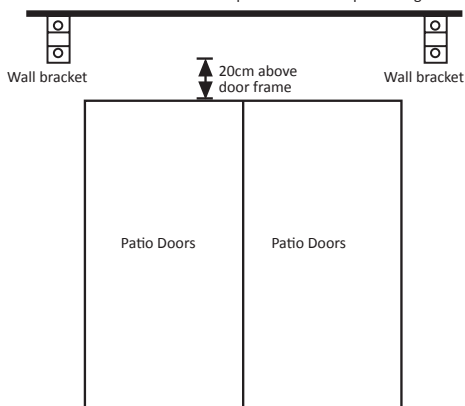 Wall bracket
Wall bracket
20cm above
door frame
Patio Doors
Patio Doors